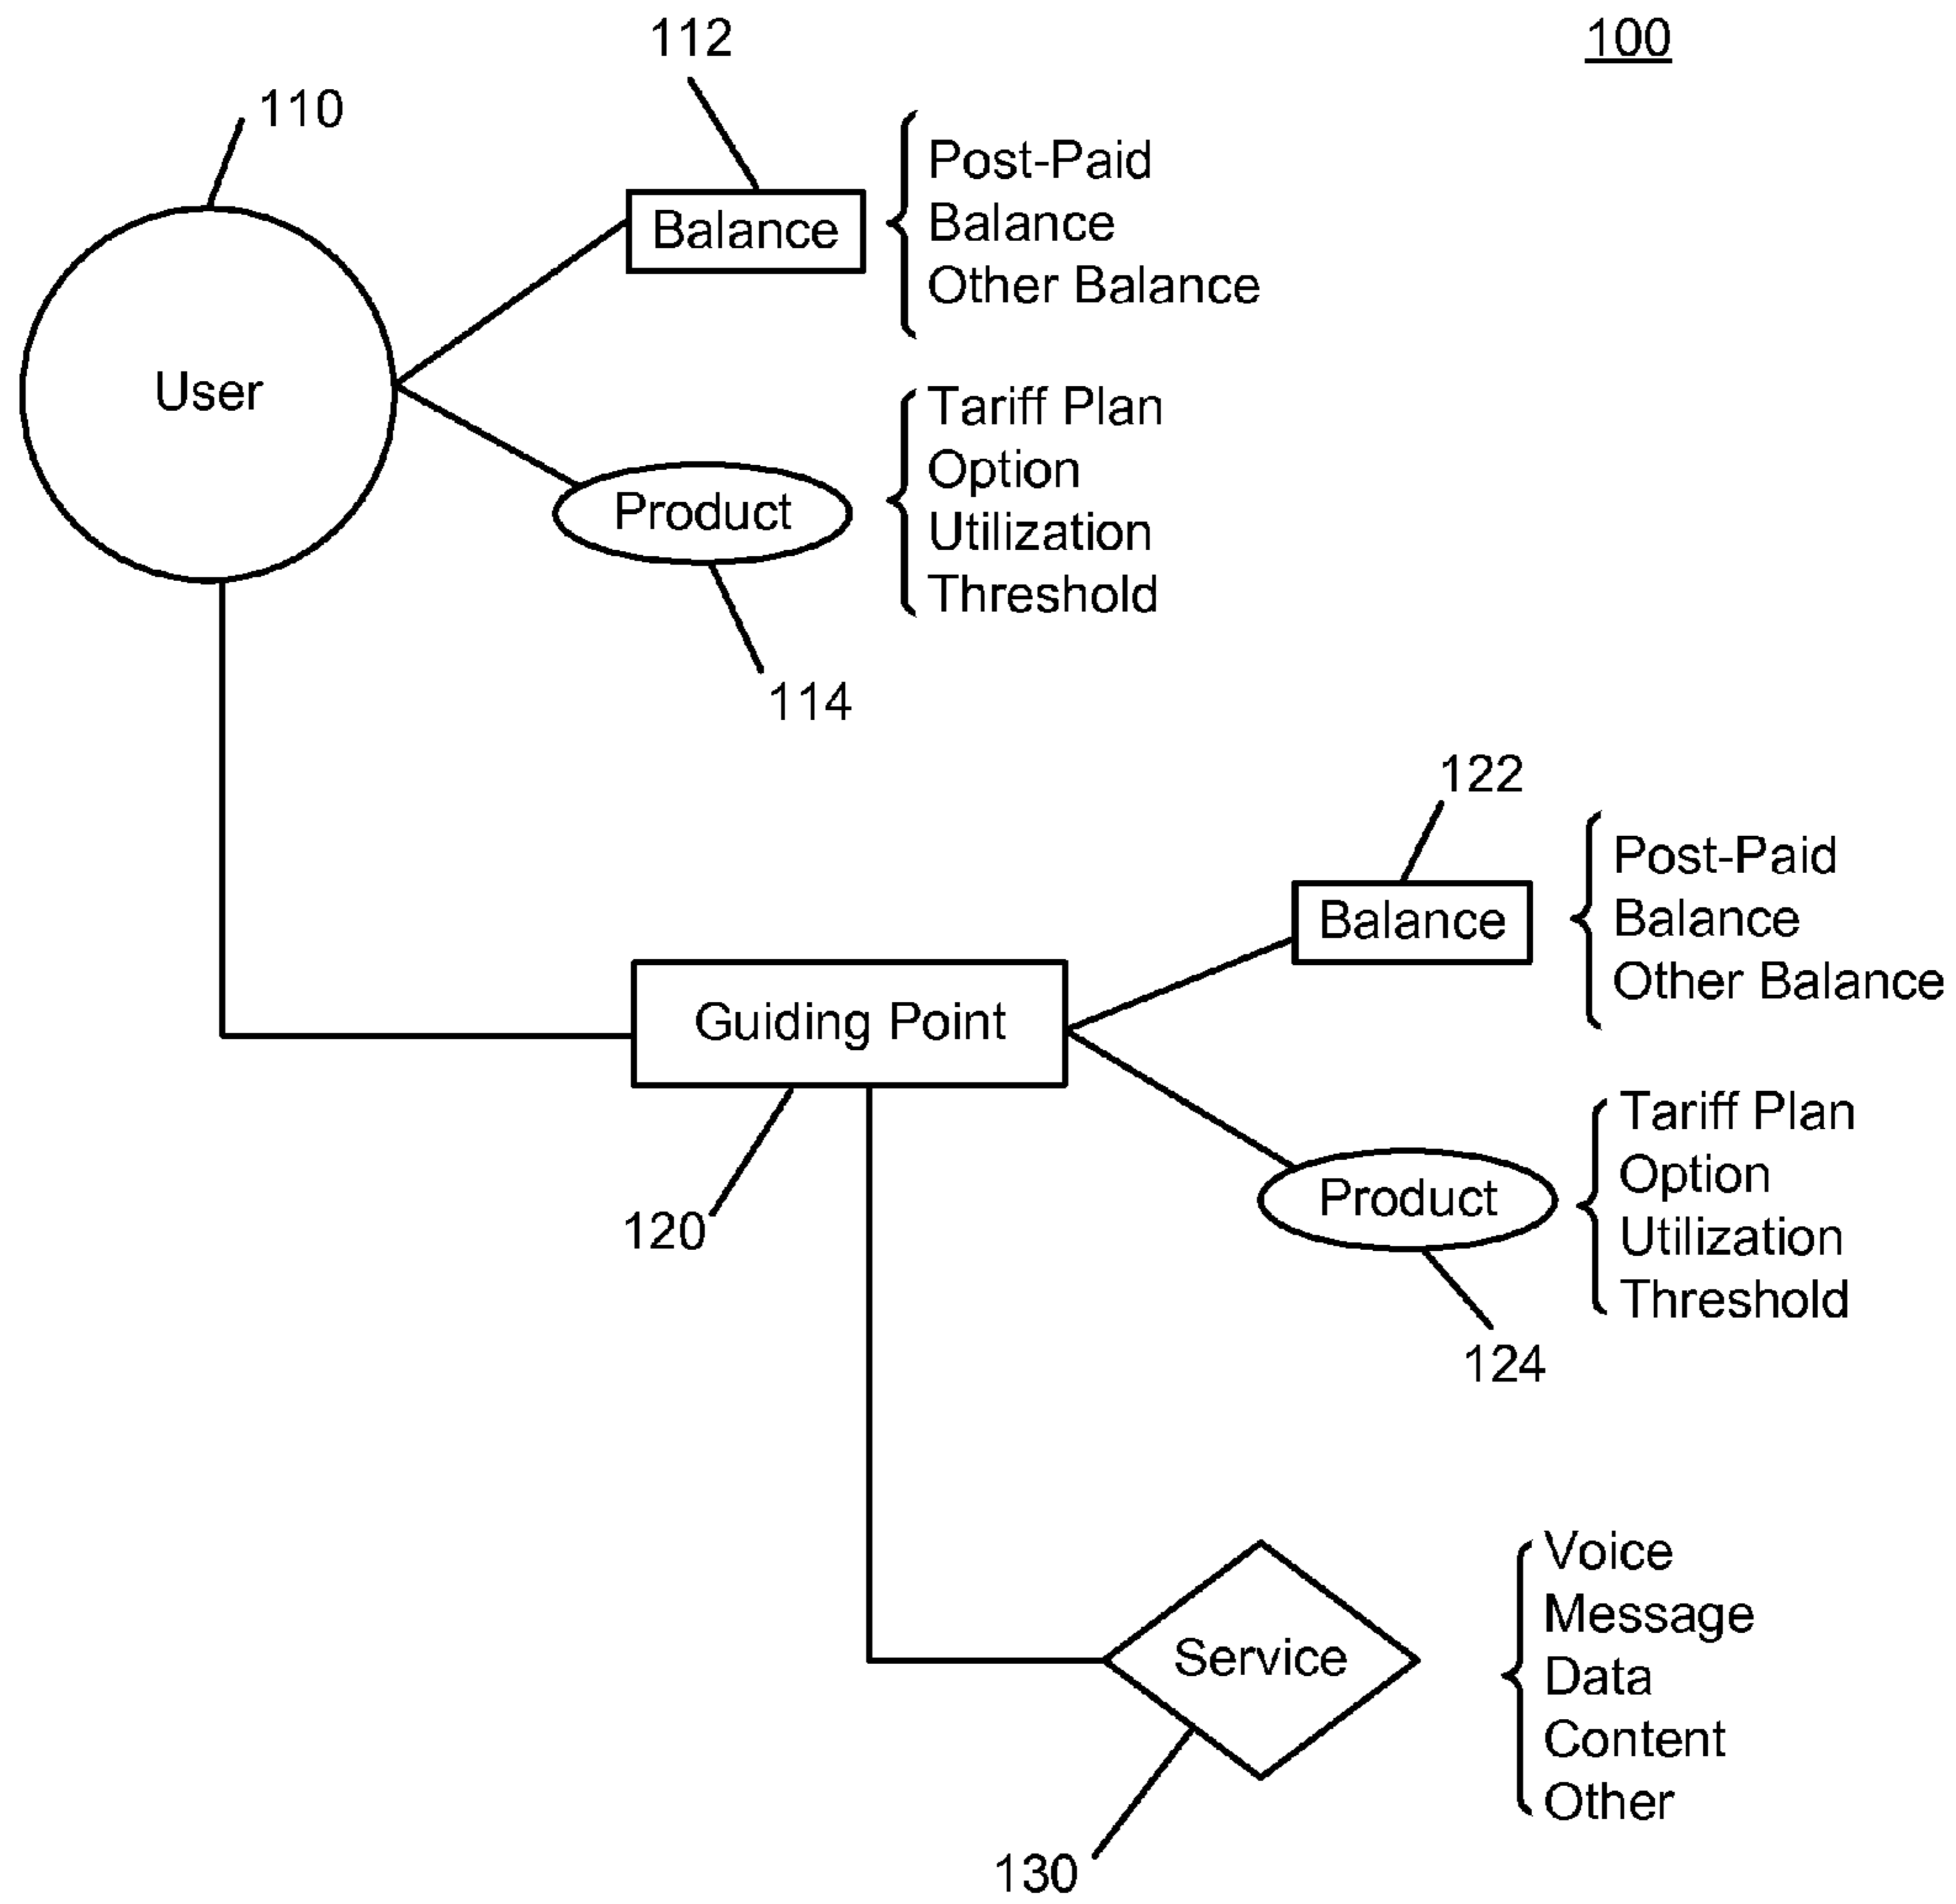 112
100
110
Post-Paid
Balance
Balance
Other Balance
User
Tariff Plan
Option
Product
Utilization
Threshold
114
122
Post-Paid
Balance
Balance
Other Balance
Guiding Point
Tariff Plan
Option
Product
Utilization
120
Threshold
124
Voice
Message
Service
Data
Content
Other
130